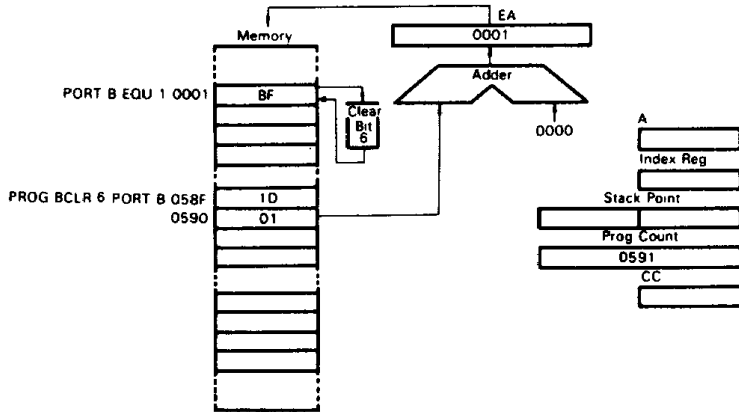 EA
Memory
0001
Adder
PORT B EQU 1 0001
BF
Clear
Bit
6
0000
A
Index Reg
PROG BCLR 6 PORT B 058F
1D
Stack Point
0590
01
Prog Count
0591
CC